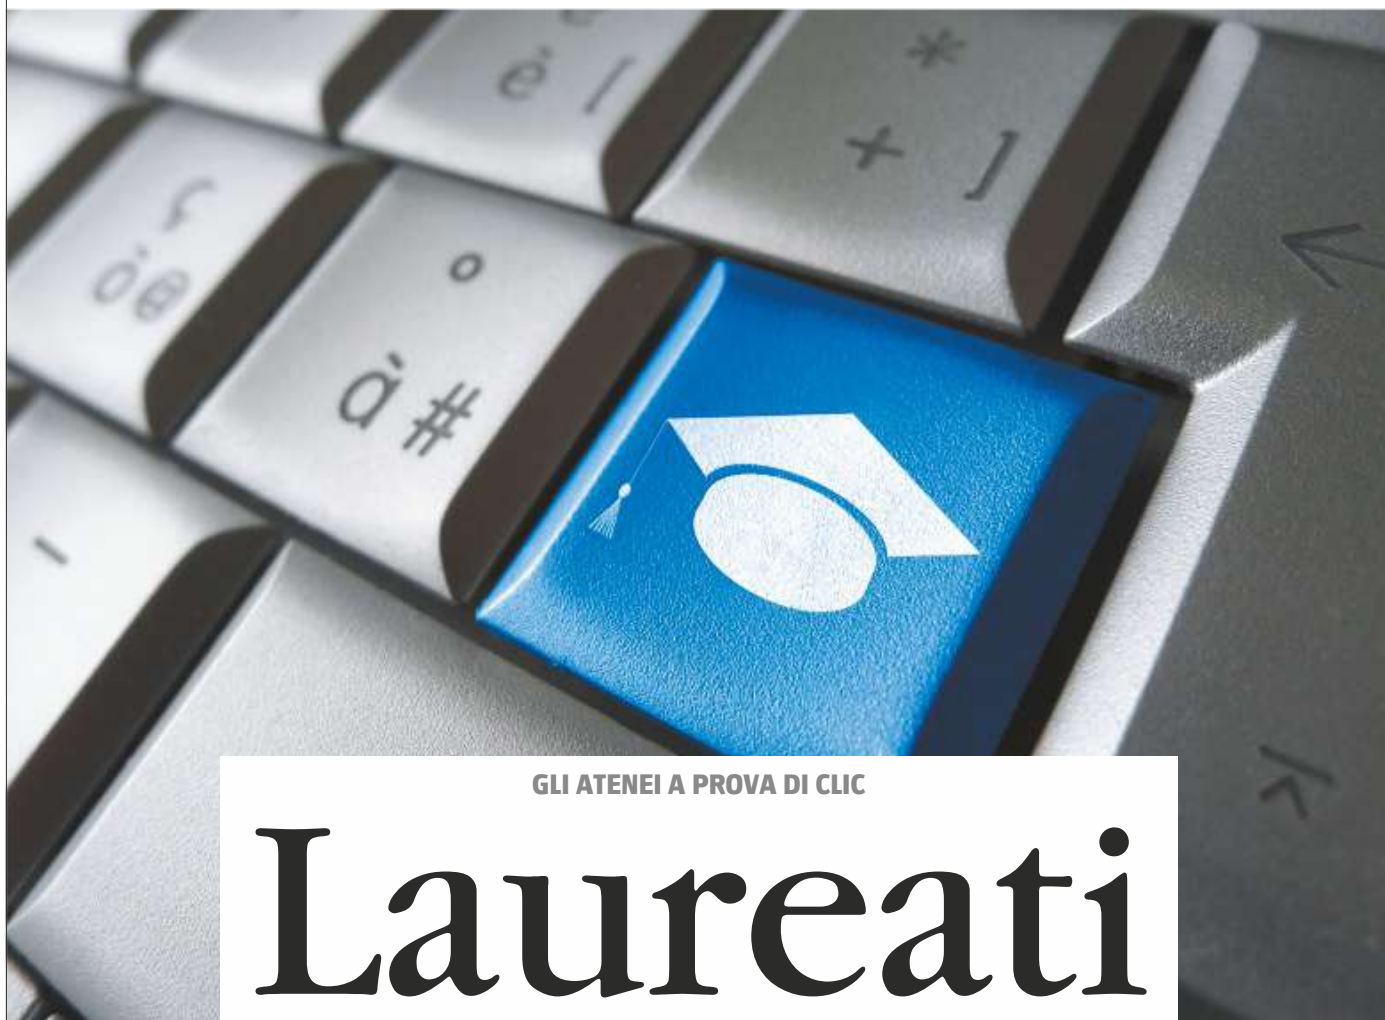 è [
*
+ ]
ç
ò @
°
à #
-
GLI ATENEI A PROVA DI CLIC
Laureati